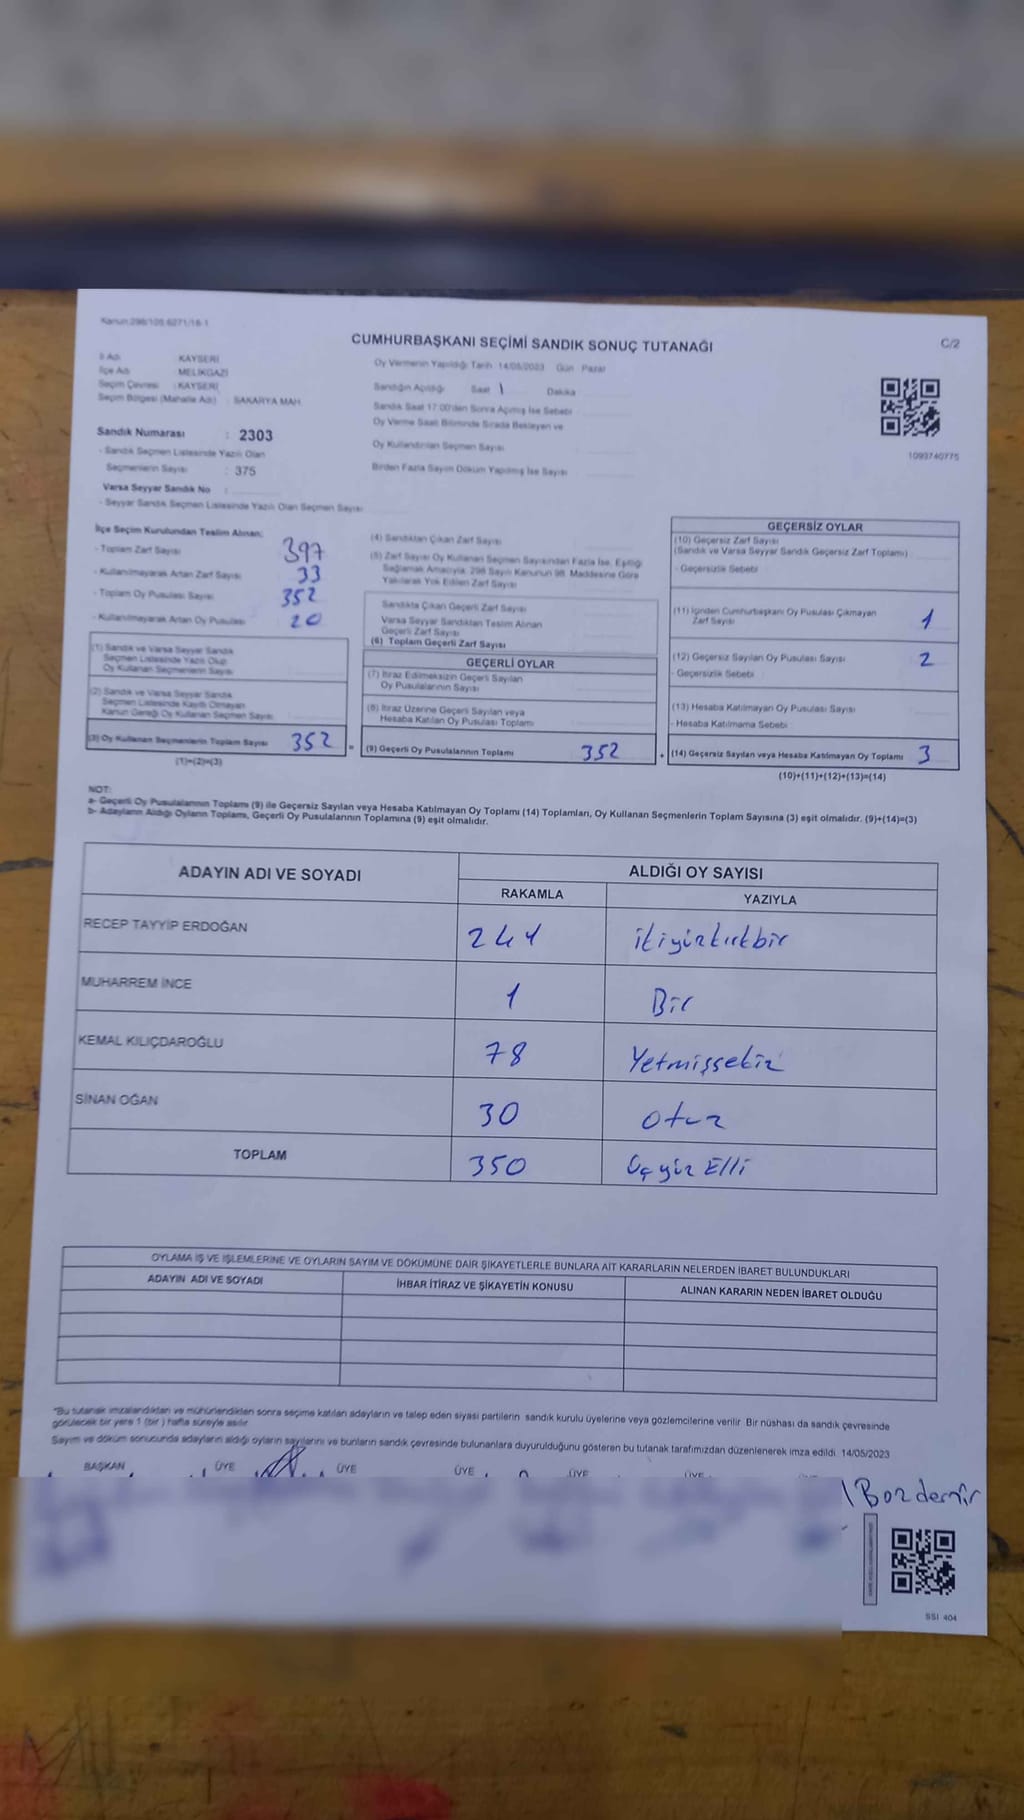 Kanun:298/105;6271/16-1
CUMHURBAŞKANI SEÇİMİ SANDIK SONUÇ TUTANAĞI
C/2
İl Adı : KAYSERİ
İlçe Adı : MELİKGAZİ
Seçim Çevresi : KAYSERİ
Seçim Bölgesi (Mahalle Adı) : SAKARYA MAH.
Oy Vermenin Yapıldığı Tarih 14/05/2023 Gün Pazar
Sandığın Açıldığı Saat 1 Dakika
Sandık Saat 17:00'den Sonra Açılmış İse Sebebi
Oy Verme Saati Bitiminde Sırada Bekleyen ve
Oy Kullandırılan Seçmen Sayısı
Birden Fazla Sayım Döküm Yapılmış İse Sayısı
1093740775
Sandık Numarası : 2303
- Sandık Seçmen Listesinde Yazılı Olan
Seçmenlerin Sayısı : 375
Varsa Seyyar Sandık No :
- Seyyar Sandık Seçmen Listesinde Yazılı Olan Seçmen Sayısı
İlçe Seçim Kurulundan Teslim Alınan;
- Toplam Zarf Sayısı 397
- Kullanılmayarak Artan Zarf Sayısı 33
- Toplam Oy Pusulası Sayısı 352
- Kullanılmayarak Artan Oy Pusulası 20
(1) Sandık ve Varsa Seyyar Sandık
Seçmen Listesinde Yazılı Olup
Oy Kullanan Seçmenlerin Sayısı
(2) Sandık ve Varsa Seyyar Sandık
Seçmen Listesinde Kayıtlı Olmayan
Kanun Gereği Oy Kullanan Seçmen Sayısı
(3) Oy Kullanan Seçmenlerin Toplam Sayısı 352 =
(1)+(2)=(3)
(4) Sandıktan Çıkan Zarf Sayısı
(5) Zarf Sayısı Oy Kullanan Seçmen Sayısından Fazla İse, Eşitliği
Sağlamak Amacıyla, 298 Sayılı Kanunun 98. Maddesine Göre
Yakılarak Yok Edilen Zarf Sayısı
Sandıkta Çıkan Geçerli Zarf Sayısı
Varsa Seyyar Sandıktan Teslim Alınan
Geçerli Zarf Sayısı
(6) Toplam Geçerli Zarf Sayısı
GEÇERLİ OYLAR
(7) İtiraz Edilmeksizin Geçerli Sayılan
Oy Pusulalarının Sayısı
(8) İtiraz Üzerine Geçerli Sayılan veya
Hesaba Katılan Oy Pusulası Toplamı
(9) Geçerli Oy Pusulalarının Toplamı 352 +
GEÇERSİZ OYLAR
(10) Geçersiz Zarf Sayısı
(Sandık ve Varsa Seyyar Sandık Geçersiz Zarf Toplamı)
- Geçersizlik Sebebi
(11) İçinden Cumhurbaşkanı Oy Pusulası Çıkmayan
Zarf Sayısı 1
(12) Geçersiz Sayılan Oy Pusulası Sayısı 2
- Geçersizlik Sebebi
(13) Hesaba Katılmayan Oy Pusulası Sayısı
- Hesaba Katılmama Sebebi
(14) Geçersiz Sayılan veya Hesaba Katılmayan Oy Toplamı 3
(10)+(11)+(12)+(13)=(14)
NOT:
a- Geçerli Oy Pusulalarının Toplamı (9) ile Geçersiz Sayılan veya Hesaba Katılmayan Oy Toplamı (14) Toplamları, Oy Kullanan Seçmenlerin Toplam Sayısına (3) eşit olmalıdır. (9)+(14)=(3)
b- Adayların Aldığı Oyların Toplamı, Geçerli Oy Pusulalarının Toplamına (9) eşit olmalıdır.
ADAYIN ADI VE SOYADI ALDIĞI OY SAYISI
RAKAMLA YAZIYLA
RECEP TAYYİP ERDOĞAN 241 ikiyüzkırkbir
MUHARREM İNCE 1 Bir
KEMAL KILIÇDAROĞLU 78 Yetmişsekiz
SİNAN OĞAN 30 otuz
TOPLAM 350 Üçyüz Elli
OYLAMA İŞ VE İŞLEMLERİNE VE OYLARIN SAYIM VE DÖKÜMÜNE DAİR ŞİKAYETLERLE BUNLARA AİT KARARLARIN NELERDEN İBARET BULUNDUKLARI
ADAYIN ADI VE SOYADI İHBAR İTİRAZ VE ŞİKAYETİN KONUSU ALINAN KARARIN NEDEN İBARET OLDUĞU
*Bu tutanak imzalandıktan ve mühürlendikten sonra seçime katılan adayların ve talep eden siyasi partilerin sandık kurulu üyelerine veya gözlemcilerine verilir. Bir nüshası da sandık çevresinde
görülecek bir yere 1 (bir) hafta süreyle asılır.
Sayım ve döküm sonucunda adayların aldığı oyların sayılarını ve bunların sandık çevresinde bulunanlara duyurulduğunu gösteren bu tutanak tarafımızdan düzenlenerek imza edildi. 14/05/2023
BAŞKAN ÜYE ÜYE ÜYE ÜYE ÜYE
Bozdemir
SSI 404